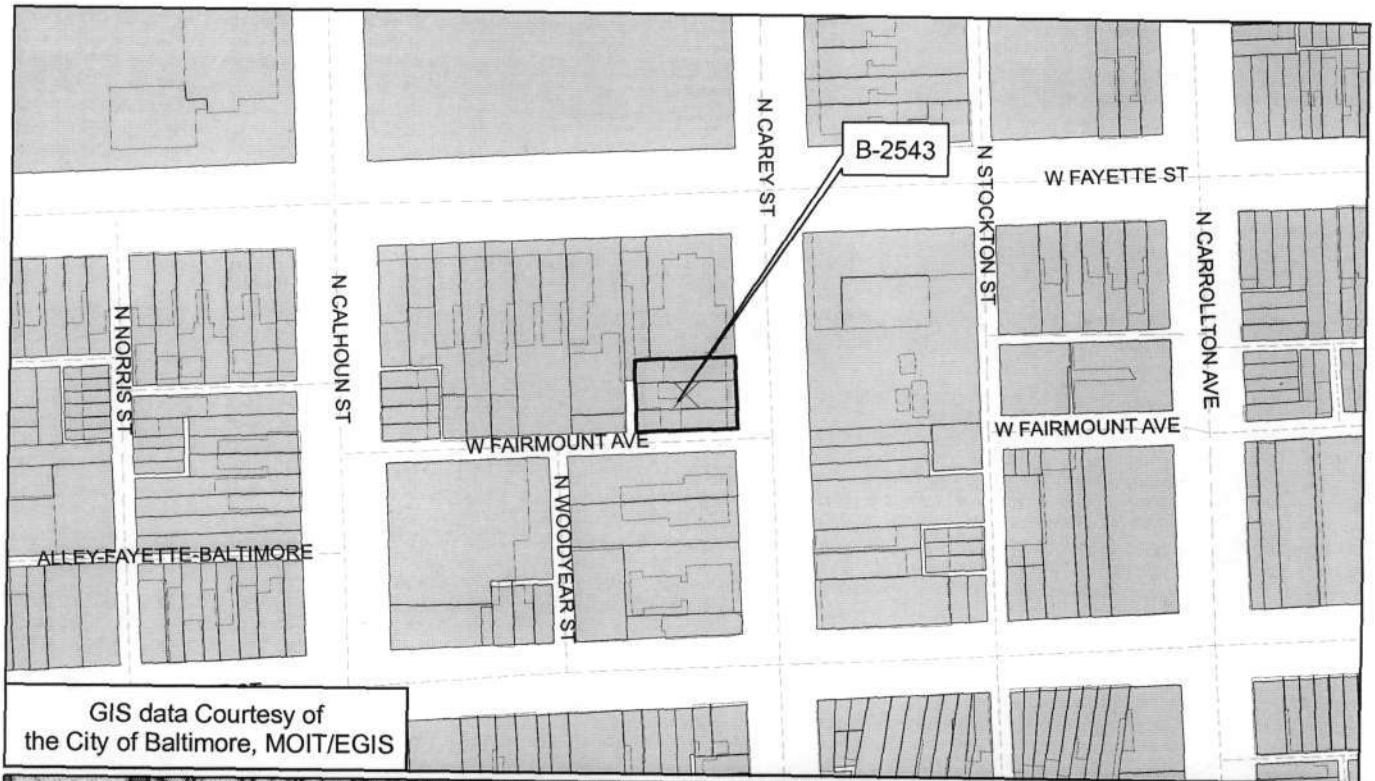 N CAREY ST
B-2543
N STOCKTON ST
W FAYETTE ST
N CARROLLTON AVE
N CALHOUN ST
N NORRIS ST
W FAIRMOUNT AVE
W FAIRMOUNT AVE
N WOODYEAR ST
ALLEY-FAYETTE-BALTIMORE
GIS data Courtesy of
the City of Baltimore, MOIT/EGIS